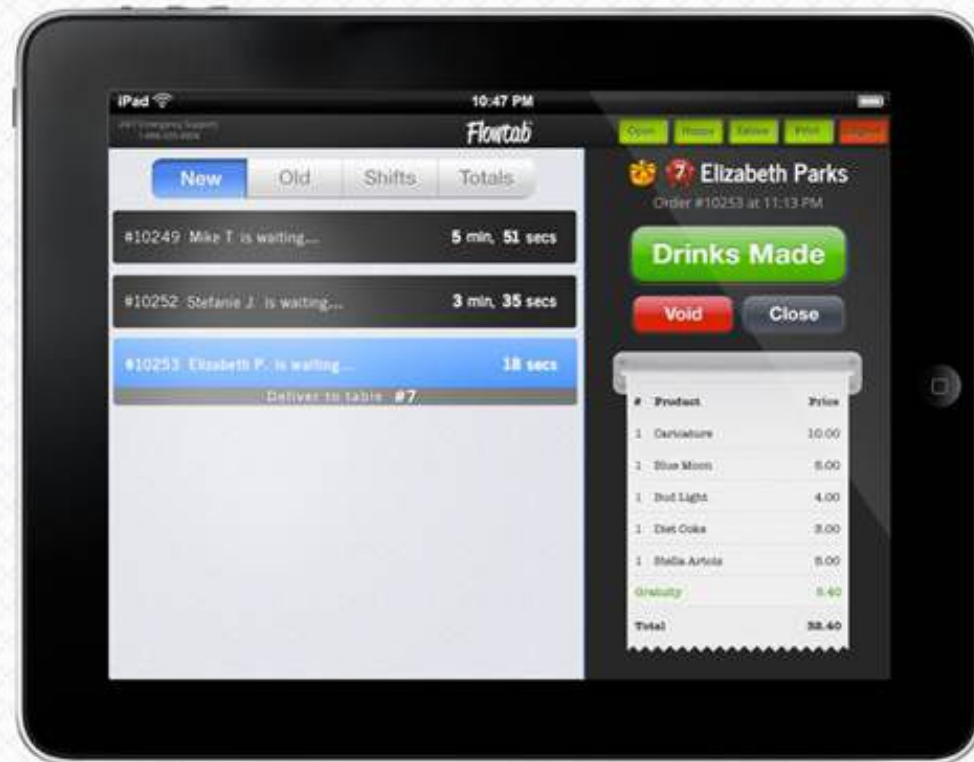 iPad 10:47 PM
Emergency Support
Flowtab
Open Print Logout
New Old Shifts Totals
#10249 Mike T. is waiting... 5 min, 51 secs
#10252 Stefanie J. is waiting... 3 min, 35 secs
#10253 Elizabeth P. is waiting... 18 secs
Deliver to table #7
7 Elizabeth Parks
Order #10253 at 11:13 PM
Drinks Made
Void Close
# Product Price
1 Caricature 10.00
1 Blue Moon 5.00
1 Bud Light 4.00
1 Diet Coke 3.00
1 Stella Artois 5.00
Gratuity 5.40
Total 32.40